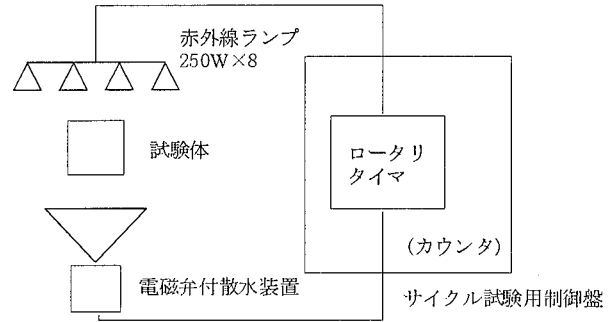 赤外線ランプ
250W×8
試験体
ロータリ
タイマ
(カウンタ)
電磁弁付散水装置
サイクル試験用制御盤